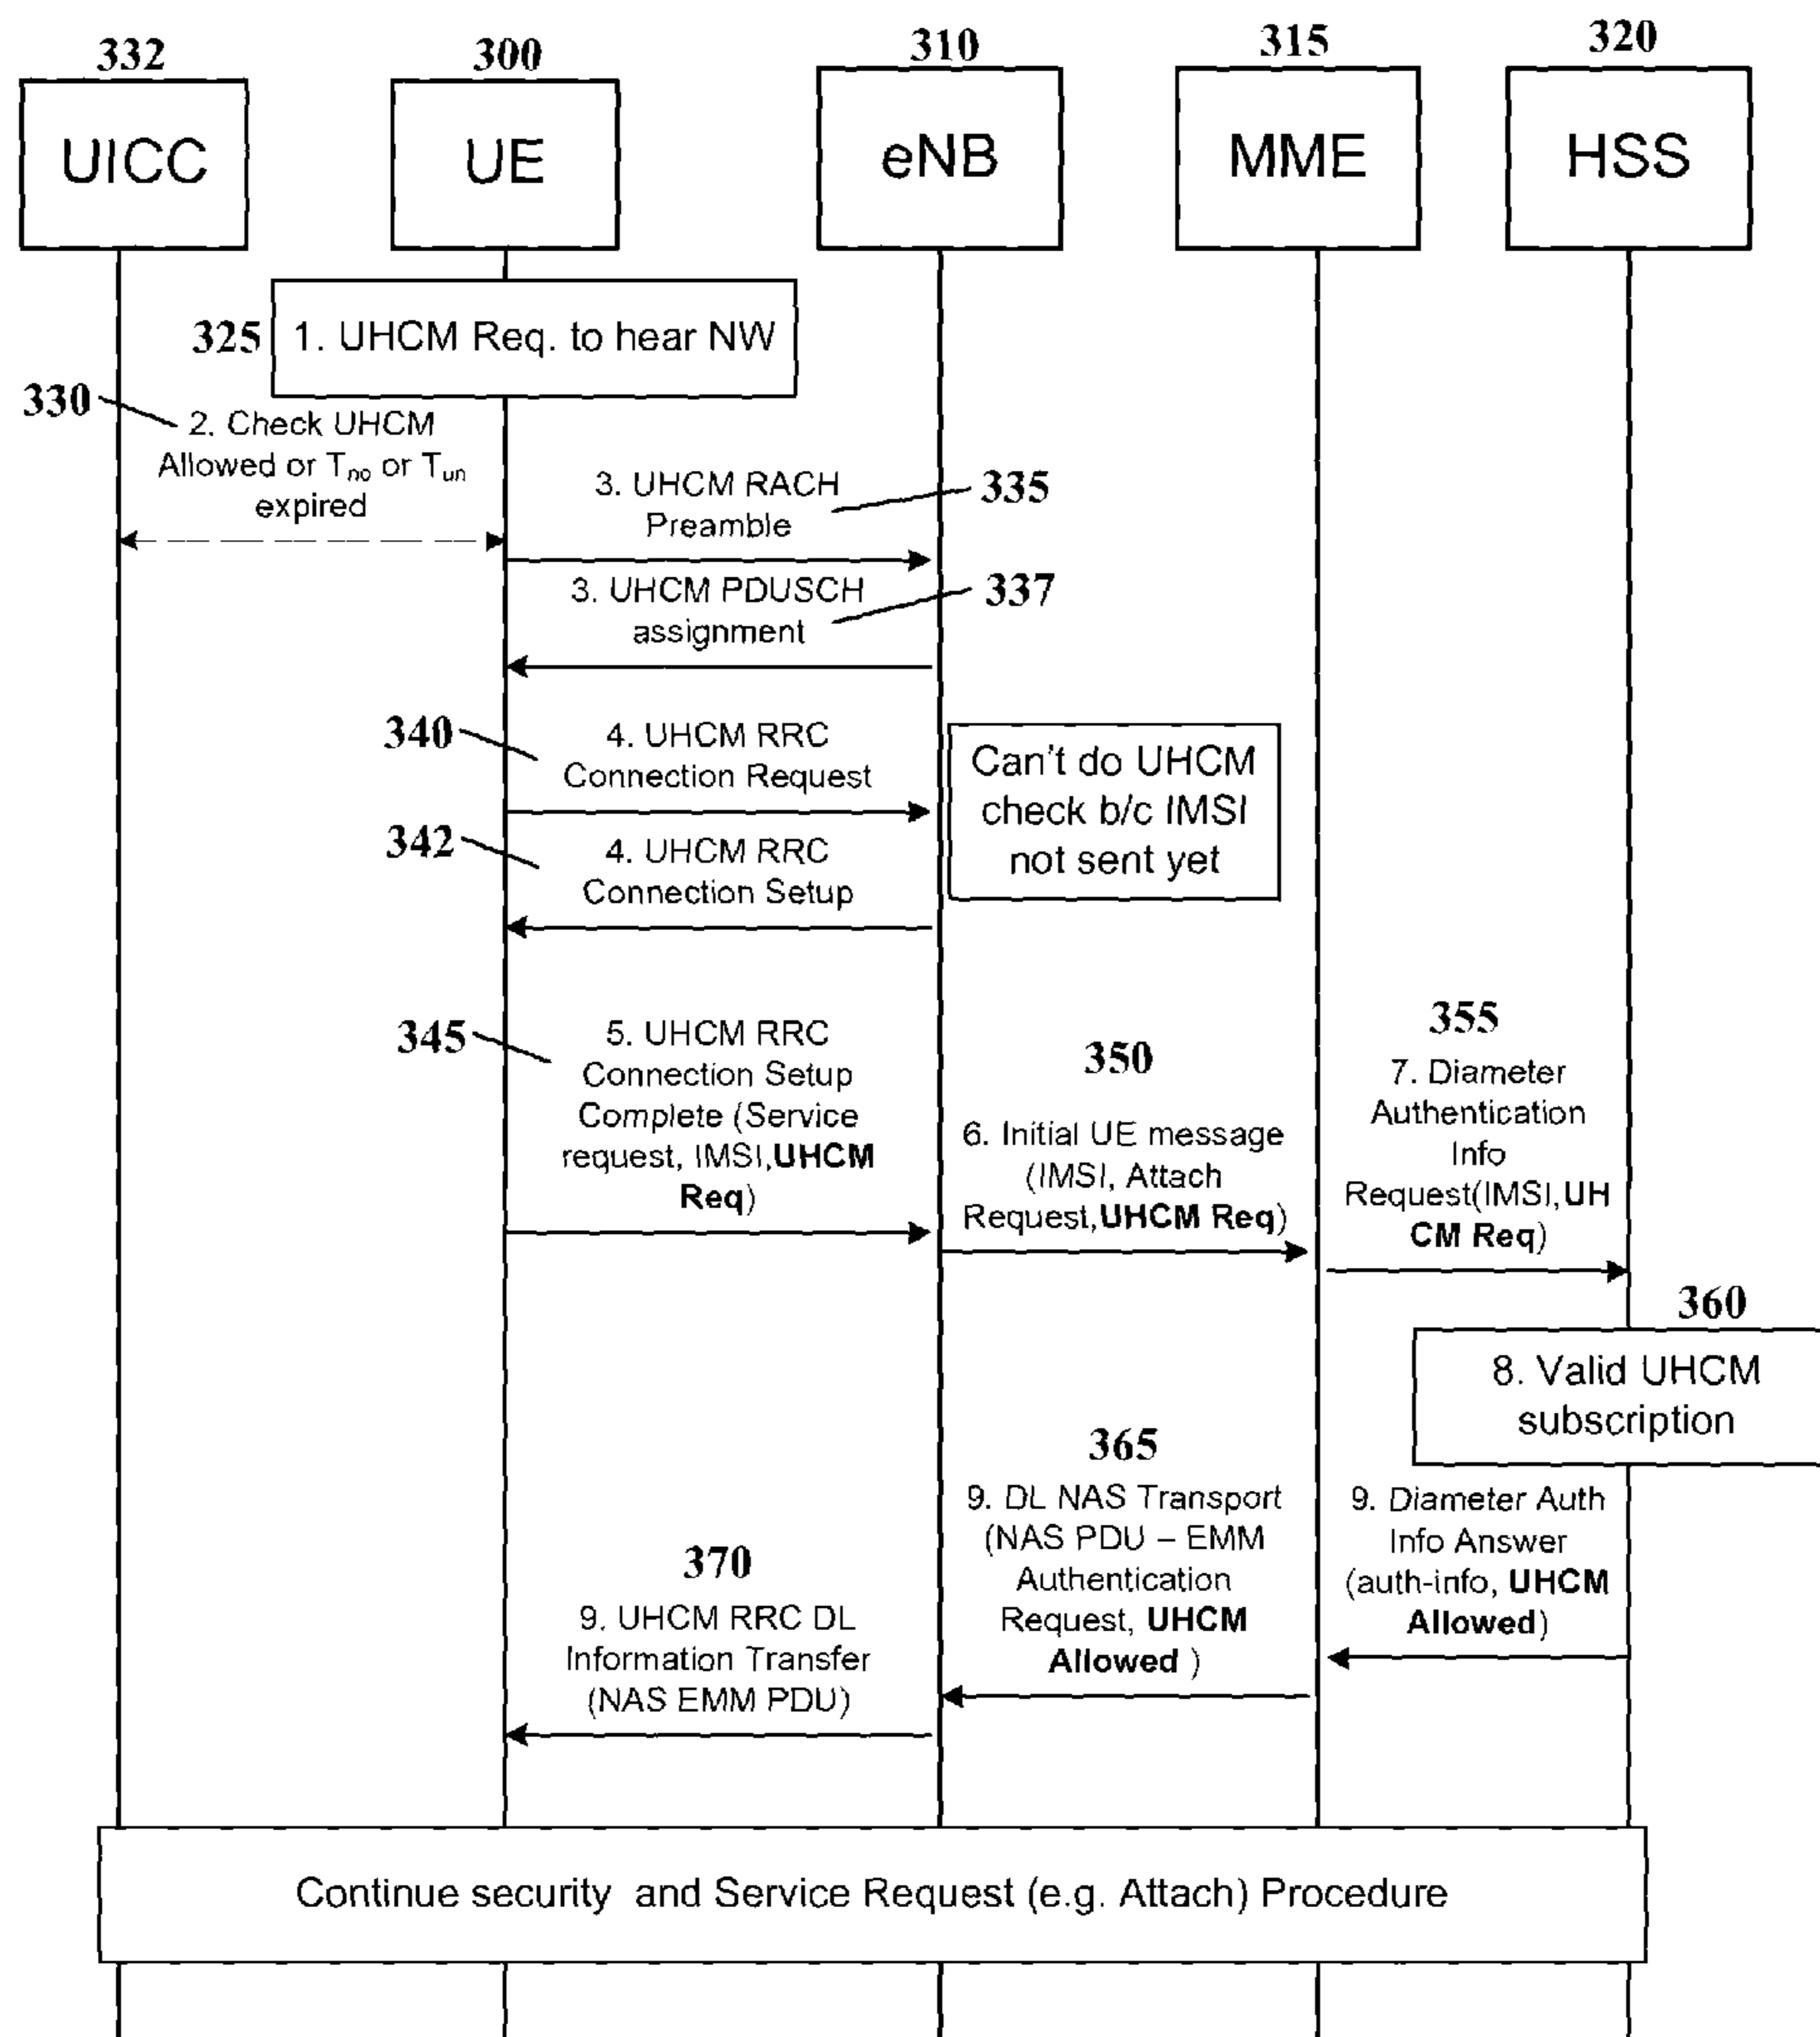 332
300
310
315
320
UICC
UE
eNB
MME
HSS
325
1. UHCM Req. to hear NW
330
2. Check UHCM
Allowed or Tno or Tun
expired
3. UHCM RACH
Preamble
335
3. UHCM PDUSCH
assignment
337
340
4. UHCM RRC
Connection Request
Can't do UHCM
check b/c IMSI
not sent yet
342
4. UHCM RRC
Connection Setup
345
5. UHCM RRC
Connection Setup
Complete (Service
request, IMSI,UHCM
Req)
350
6. Initial UE message
(IMSI, Attach
Request,UHCM Req)
355
7. Diameter
Authentication
Info
Request(IMSI,UH
CM Req)
360
8. Valid UHCM
subscription
365
9. DL NAS Transport
(NAS PDU – EMM
Authentication
Request, UHCM
Allowed )
9. Diameter Auth
Info Answer
(auth-info, UHCM
Allowed)
370
9. UHCM RRC DL
Information Transfer
(NAS EMM PDU)
Continue security and Service Request (e.g. Attach) Procedure